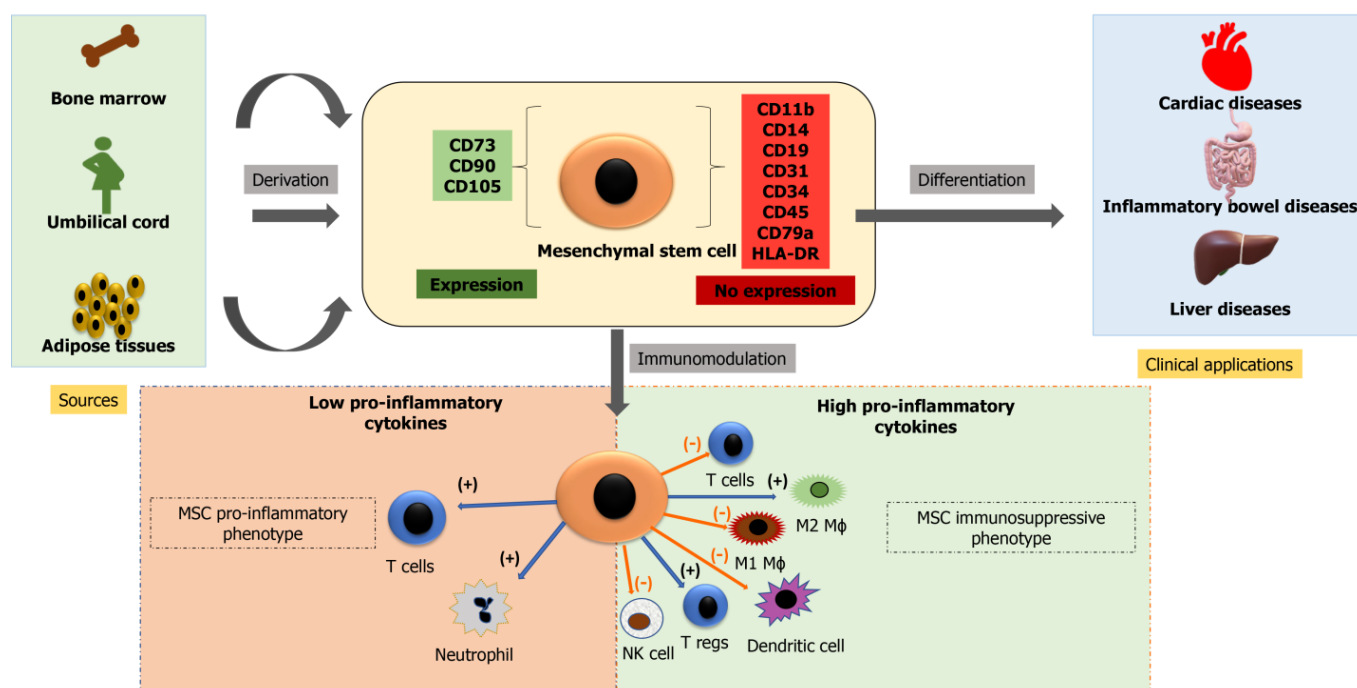 Bone marrow
Umbilical cord
Adipose tissues
Sources
Derivation
CD73
CD90
CD105
Mesenchymal stem cell
Expression
CD11b
CD14
CD19
CD31
CD34
CD45
CD79a
HLA-DR
No expression
Differentiation
Cardiac diseases
Inflammatory bowel diseases
Liver diseases
Clinical applications
Immunomodulation
Low pro-inflammatory
cytokines
MSC pro-inflammatory
phenotype
(+)
T cells
(+)
Neutrophil
High pro-inflammatory
cytokines
(-)
T cells
(+)
M2 Mϕ
(-)
M1 Mϕ
(-)
Dendritic cell
(+)
T regs
(-)
NK cell
MSC immunosuppressive
phenotype